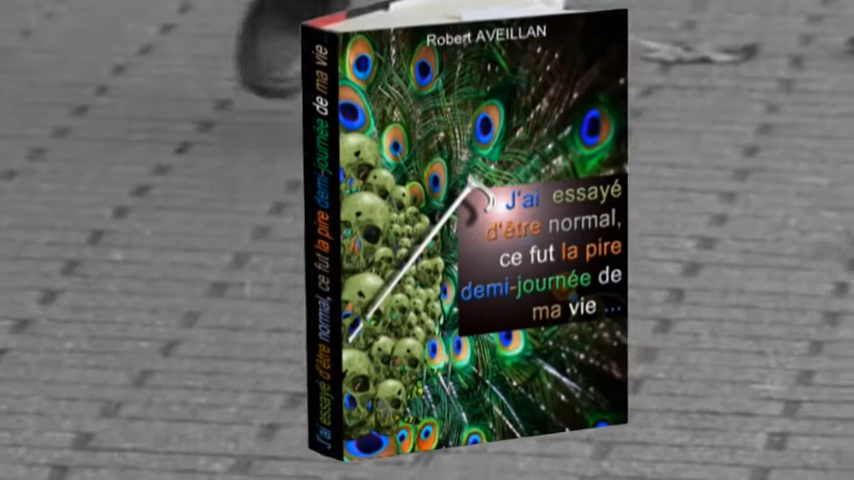 Robert AVEILLAN
J'ai essayé
d'être normal,
ce fut la pire
demi-journée de
ma vie ...
J'ai essayé d'être normal, ce fut la pire demi-journée de ma vie